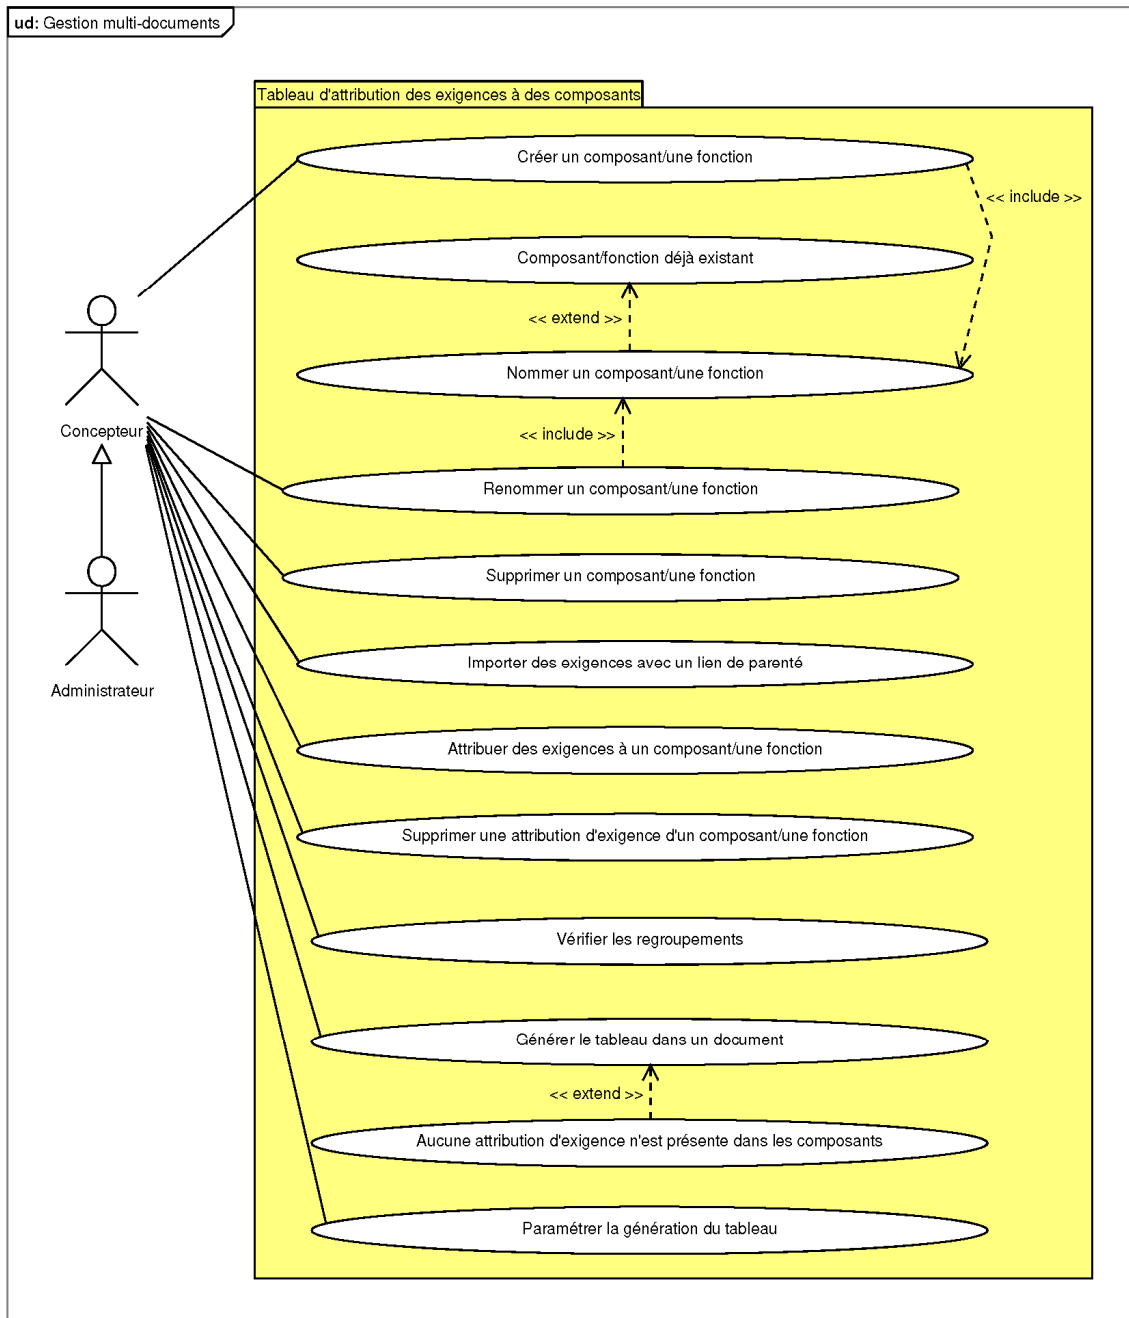 ud: Gestion multi-documents
Tableau d'attribution des exigences à des composants
Créer un composant/une fonction
<< include >>
Composant/fonction déjà existant
<< extend >>
Nommer un composant/une fonction
Concepteur
<< include >>
Renommer un composant/une fonction
Supprimer un composant/une fonction
Importer des exigences avec un lien de parenté
Administrateur
Attribuer des exigences à un composant/une fonction
Supprimer une attribution d'exigence d'un composant/une fonction
Vérifier les regroupements
Générer le tableau dans un document
<< extend >>
Aucune attribution d'exigence n'est présente dans les composants
Paramétrer la génération du tableau